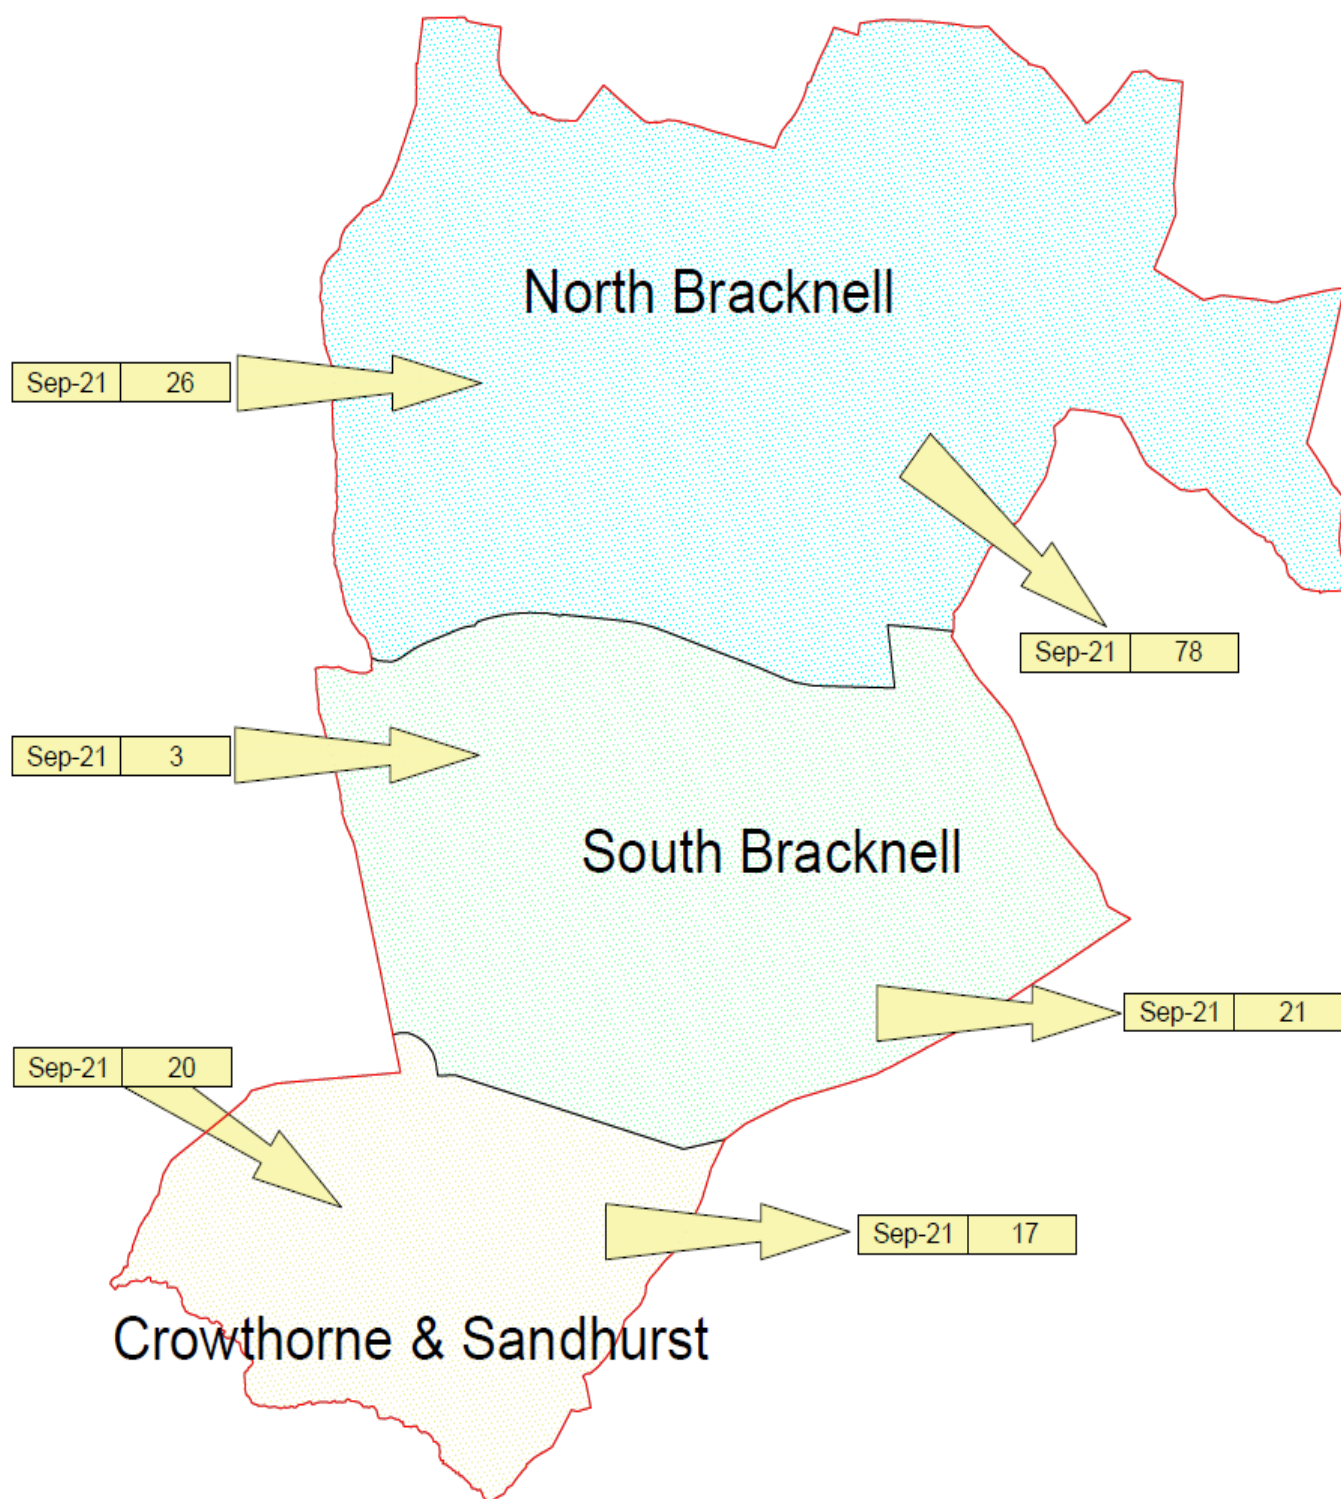 North Bracknell
Sep-21 26
Sep-21 78
Sep-21 3
South Bracknell
Sep-21 21
Sep-21 20
Sep-21 17
Crowthorne & Sandhurst